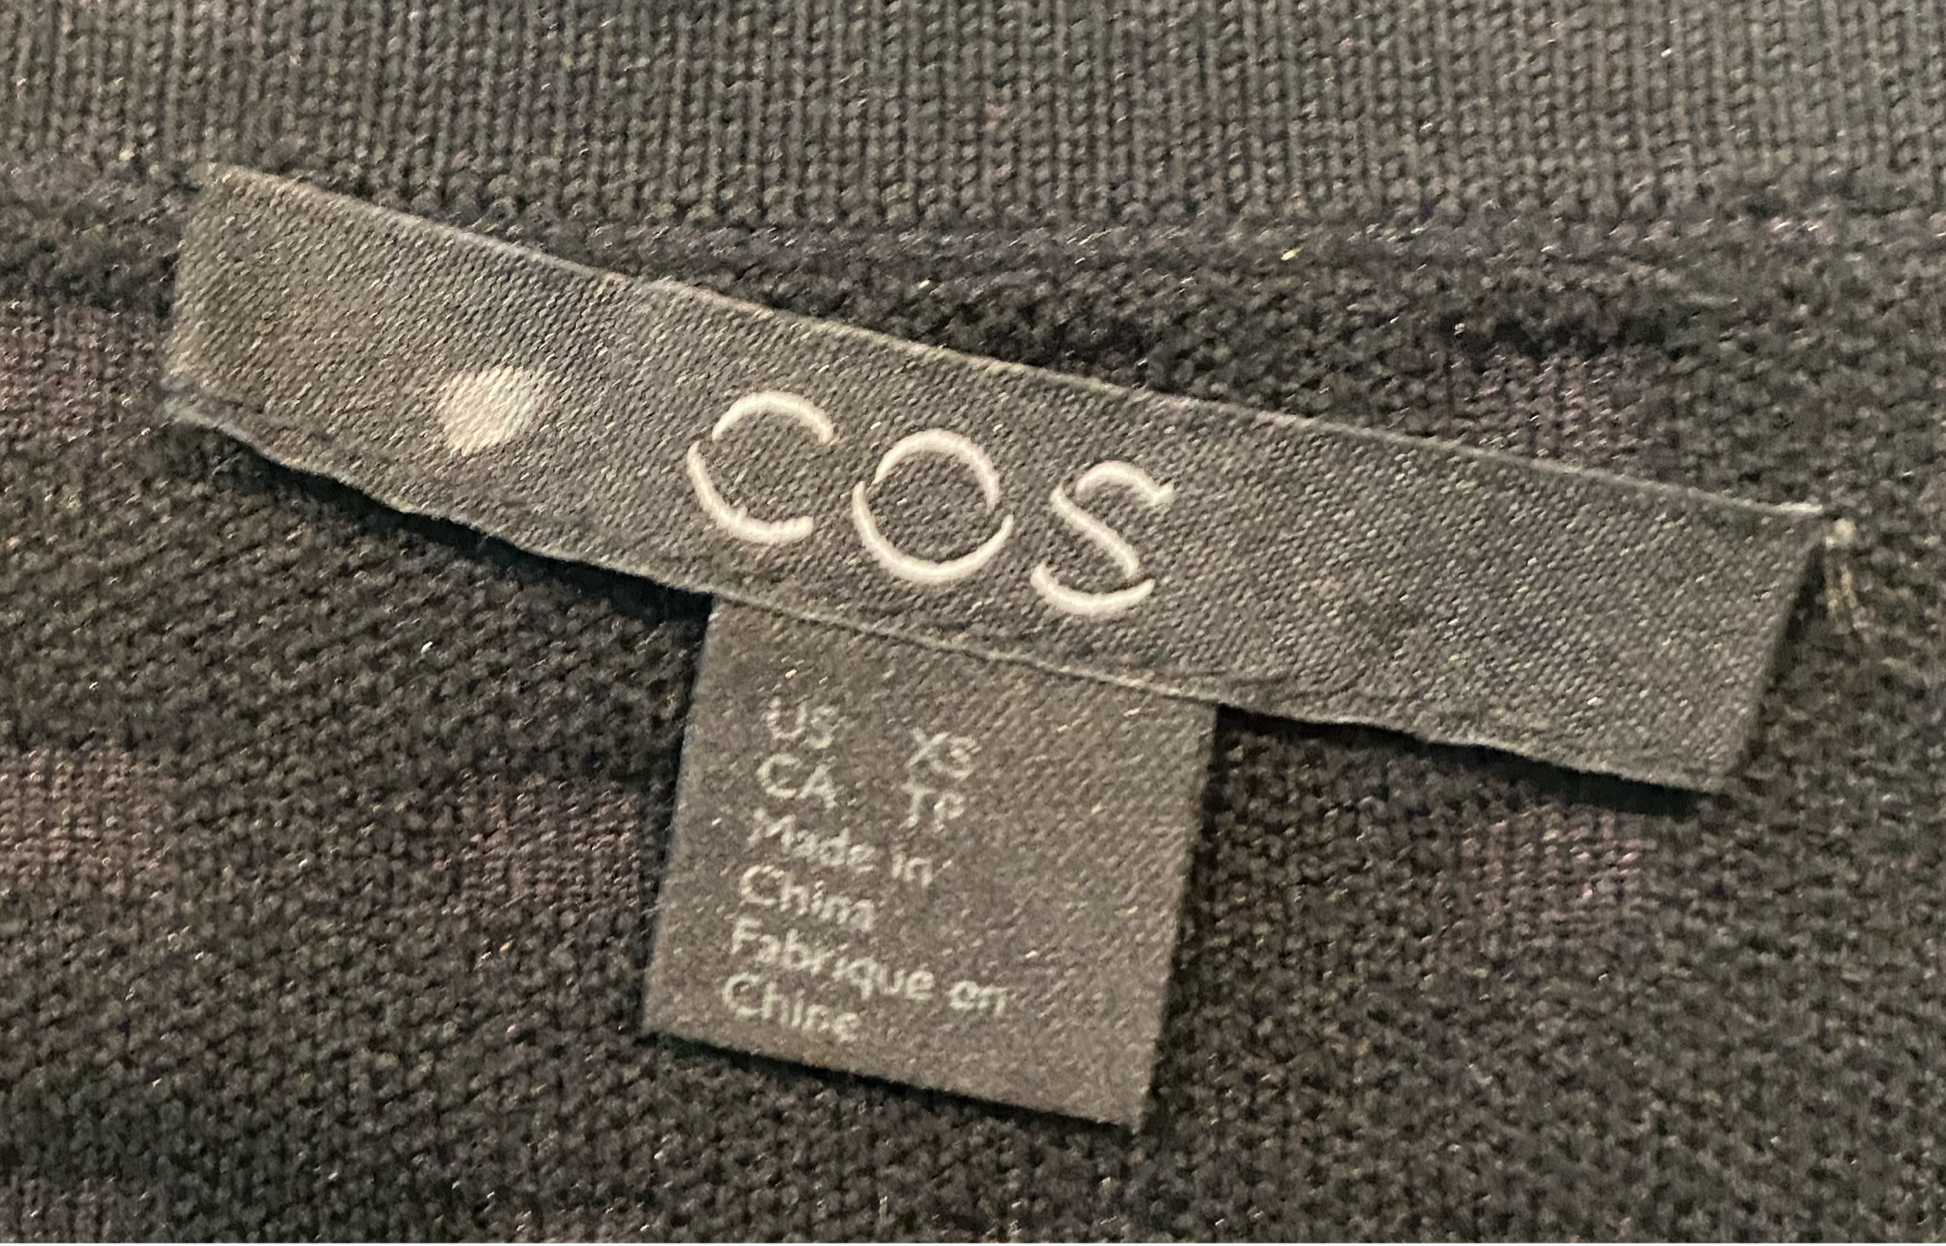 COS
US XS
CA TP
Made in
China
Fabriqué en
Chine